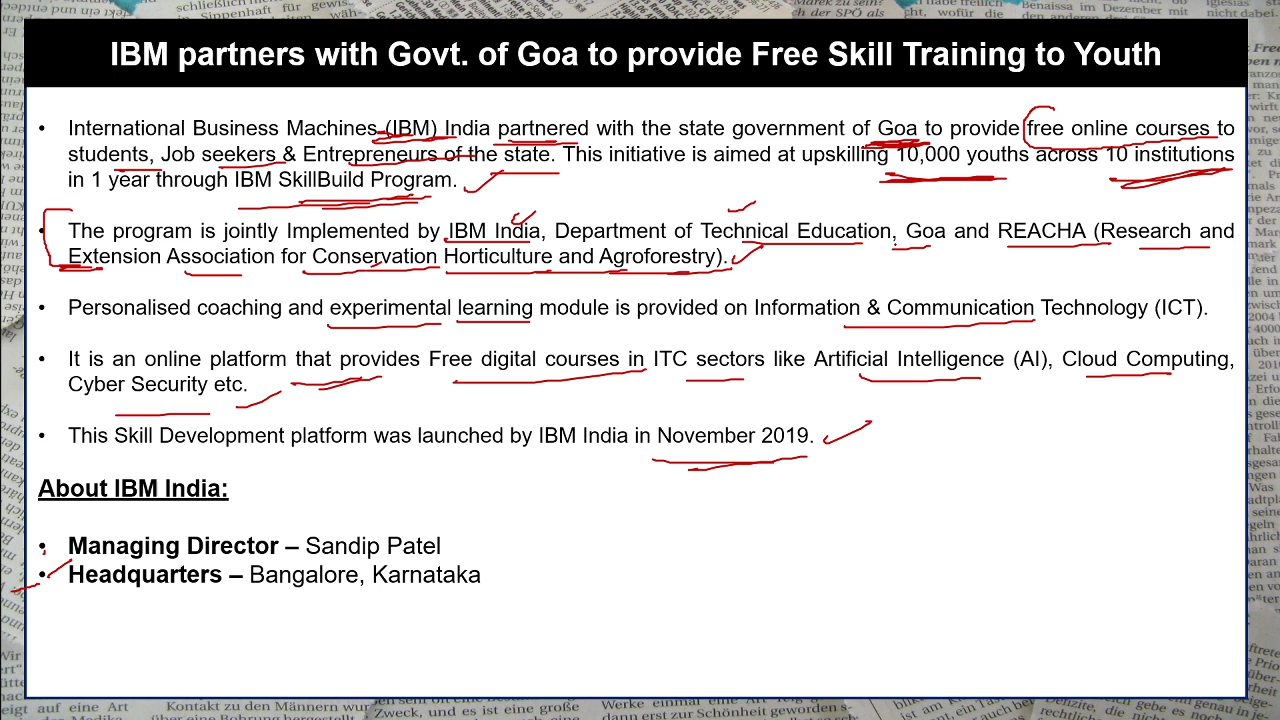 IBM partners with Govt. of Goa to provide Free Skill Training to Youth
• International Business Machines (IBM) India partnered with the state government of Goa to provide free online courses to
students, Job seekers & Entrepreneurs of the state. This initiative is aimed at upskilling 10,000 youths across 10 institutions
in 1 year through IBM SkillBuild Program.
• The program is jointly Implemented by IBM India, Department of Technical Education, Goa and REACHA (Research and
Extension Association for Conservation Horticulture and Agroforestry).
• Personalised coaching and experimental learning module is provided on Information & Communication Technology (ICT).
• It is an online platform that provides Free digital courses in ITC sectors like Artificial Intelligence (AI), Cloud Computing,
Cyber Security etc.
• This Skill Development platform was launched by IBM India in November 2019.
About IBM India:
• Managing Director – Sandip Patel
• Headquarters – Bangalore, Karnataka